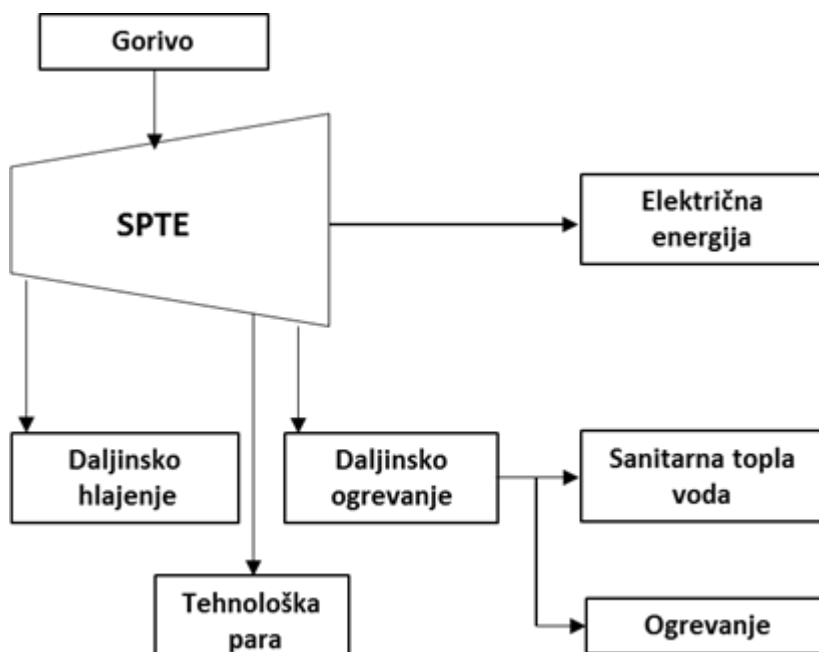 Gorivo
SPTE
Električna
energija
Daljinsko
hlajenje
Daljinsko
ogrevanje
Sanitarna topla
voda
Tehnološka
para
Ogrevanje